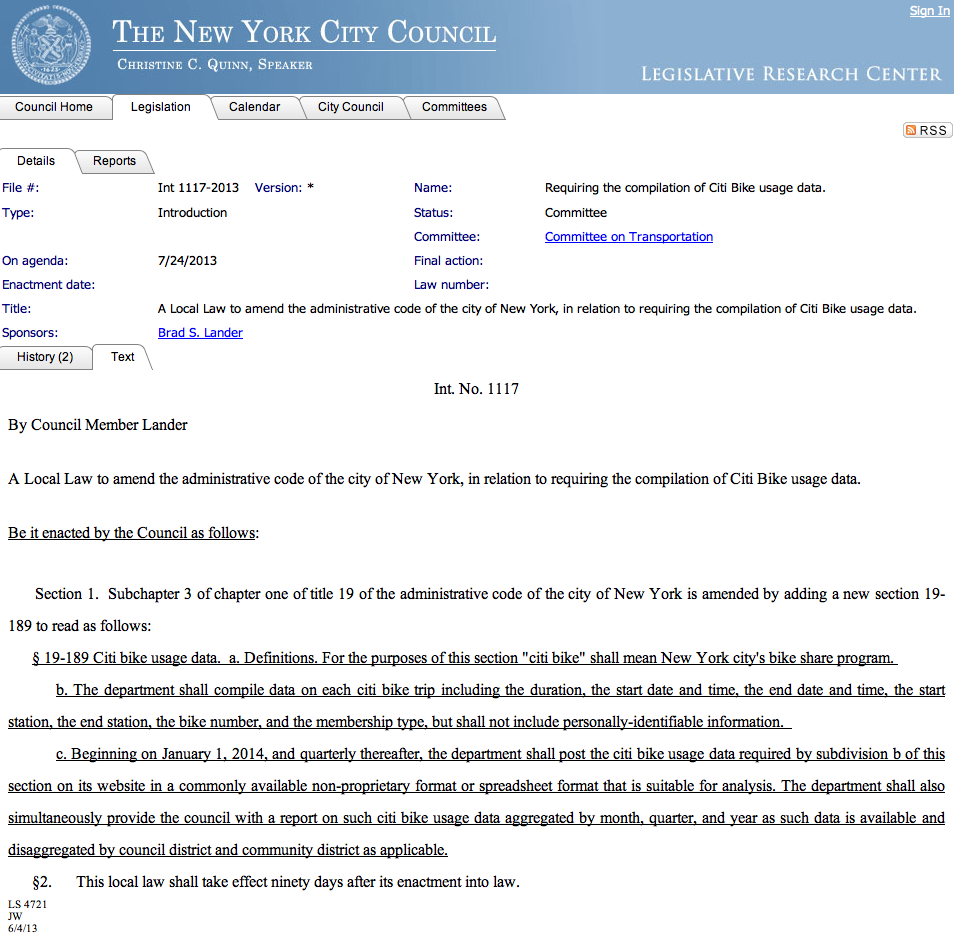 Sign In
THE NEW YORK CITY COUNCIL
CHRISTINE C. QUINN, SPEAKER
LEGISLATIVE RESEARCH CENTER
Council Home Legislation Calendar City Council Committees
RSS
Details Reports
File #: Int 1117-2013 Version: * Name: Requiring the compilation of Citi Bike usage data.
Type: Introduction Status: Committee
Committee: Committee on Transportation
On agenda: 7/24/2013 Final action:
Enactment date: Law number:
Title: A Local Law to amend the administrative code of the city of New York, in relation to requiring the compilation of Citi Bike usage data.
Sponsors: Brad S. Lander
History (2) Text
Int. No. 1117
By Council Member Lander
A Local Law to amend the administrative code of the city of New York, in relation to requiring the compilation of Citi Bike usage data.
Be it enacted by the Council as follows:
Section 1. Subchapter 3 of chapter one of title 19 of the administrative code of the city of New York is amended by adding a new section 19-
189 to read as follows:
§ 19-189 Citi bike usage data. a. Definitions. For the purposes of this section "citi bike" shall mean New York city's bike share program.
b. The department shall compile data on each citi bike trip including the duration, the start date and time, the end date and time, the start
station, the end station, the bike number, and the membership type, but shall not include personally-identifiable information.
c. Beginning on January 1, 2014, and quarterly thereafter, the department shall post the citi bike usage data required by subdivision b of this
section on its website in a commonly available non-proprietary format or spreadsheet format that is suitable for analysis. The department shall also
simultaneously provide the council with a report on such citi bike usage data aggregated by month, quarter, and year as such data is available and
disaggregated by council district and community district as applicable.
§2. This local law shall take effect ninety days after its enactment into law.
LS 4721
JW
6/4/13